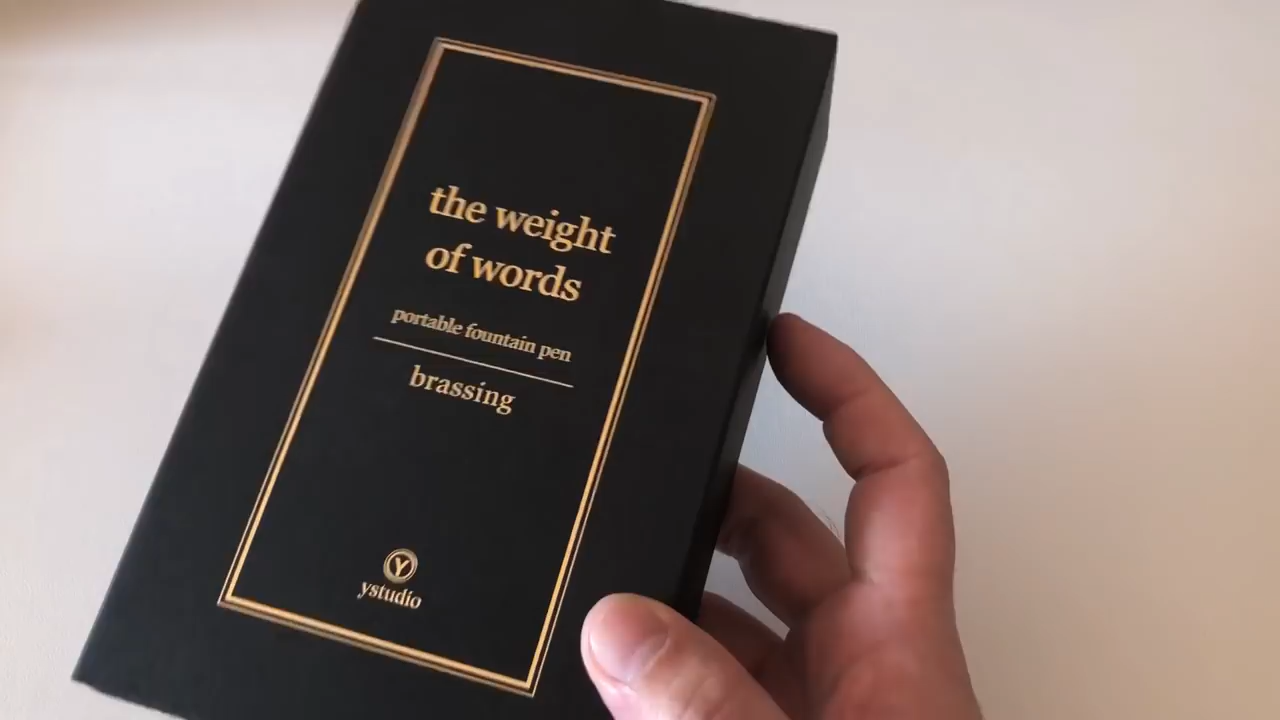 the weight
of words
portable fountain pen
brassing
Y
ystudio